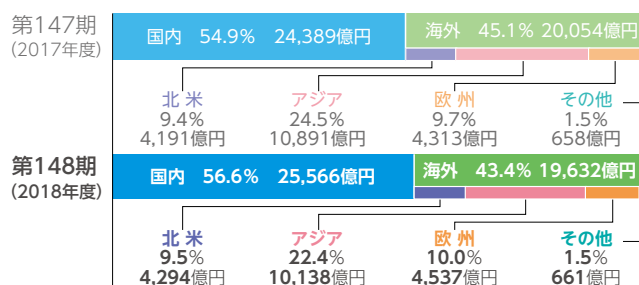 第147期
(2017年度)
国内 54.9% 24,389億円
海外 45.1% 20,054億円
北 米 アジア 欧 州 その他
9.4% 24.5% 9.7% 1.5%
4,191億円 10,891億円 4,313億円 658億円
第148期
(2018年度)
国内 56.6% 25,566億円
海外 43.4% 19,632億円
北 米 アジア 欧 州 その他
9.5% 22.4% 10.0% 1.5%
4,294億円 10,138億円 4,537億円 661億円